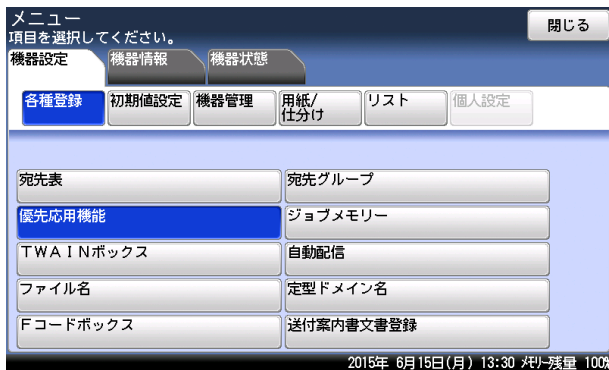 メニュー
閉じる
項目を選択してください。
機器設定 機器情報 機器状態
各種登録 初期値設定 機器管理 用紙/ リスト 個人設定
仕分け
宛先表 宛先グループ
優先応用機能 ジョブメモリー
ＴＷＡＩＮボックス 自動配信
ファイル名 定型ドメイン名
Ｆコードボックス 送付案内書文書登録
2015年 6月15日(月) 13:30 ﾒﾓﾘｰ残量 100%